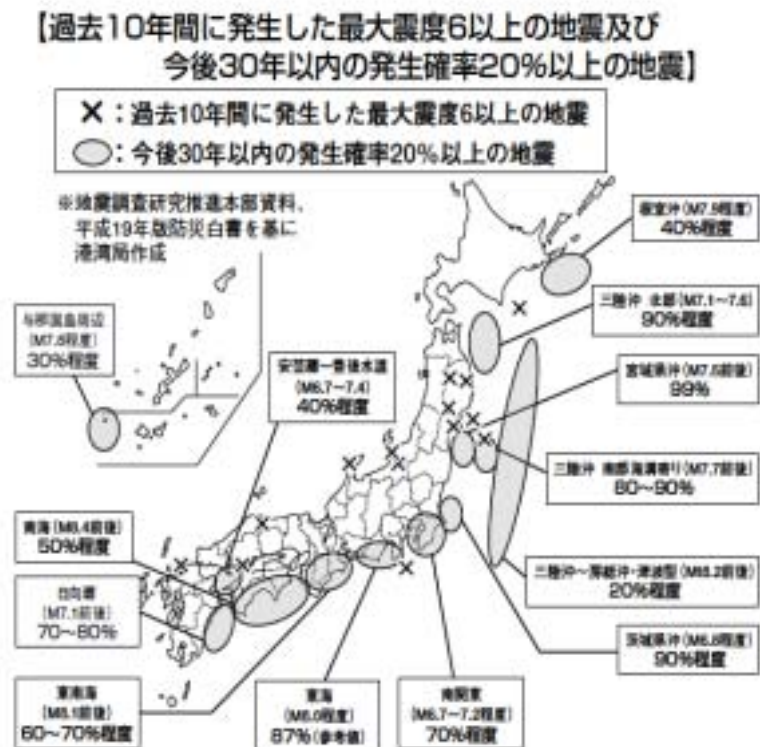 【過去10年間に発生した最大震度6以上の地震及び
今後30年以内の発生確率20%以上の地震】
×：過去10年間に発生した最大震度6以上の地震
：今後30年以内の発生確率20%以上の地震
※地震調査研究推進本部資料、
平成19年版防災白書を基に
港湾局作成
根室沖(M7.9程度)
40%程度
三陸沖 北部(M7.1～7.6)
90%程度
与那国島周辺
(M7.8程度)
30%程度
安芸灘～豊後水道
(M6.7～7.4)
40%程度
宮城県沖(M7.5前後)
99%
三陸沖 南部海溝寄り(M7.7前後)
80～90%
南海(M8.4前後)
50%程度
三陸沖～房総沖・津波型(M8.2前後)
20%程度
日向灘
(M7.1前後)
70～80%
茨城県沖(M6.8程度)
90%程度
東南海
(M8.1前後)
60～70%程度
東海
(M8.0程度)
87%(参考値)
南関東
(M6.7～7.2程度)
70%程度